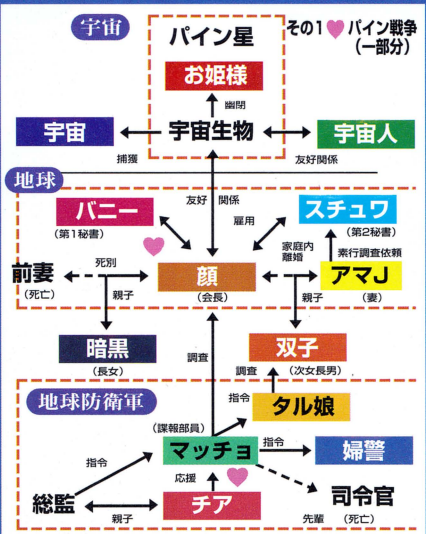 宇宙
パイン星
その1 パイン戦争
(一部分)
お姫様
幽閉
宇宙
宇宙生物
宇宙人
捕獲
友好関係
地球
バニー
(第1秘書)
友好 関係
雇用
スチュワ
(第2秘書)
家庭内
離婚
素行調査依頼
前妻
(死亡)
死別
顔
(会長)
アマJ
(妻)
親子
親子
暗黒
(長女)
調査
双子
(次女長男)
調査
地球防衛軍
指令
タル娘
(諜報部員)
マッチョ
指令
婦警
指令
応援
総監
親子
チア
司令官
先輩 (死亡)